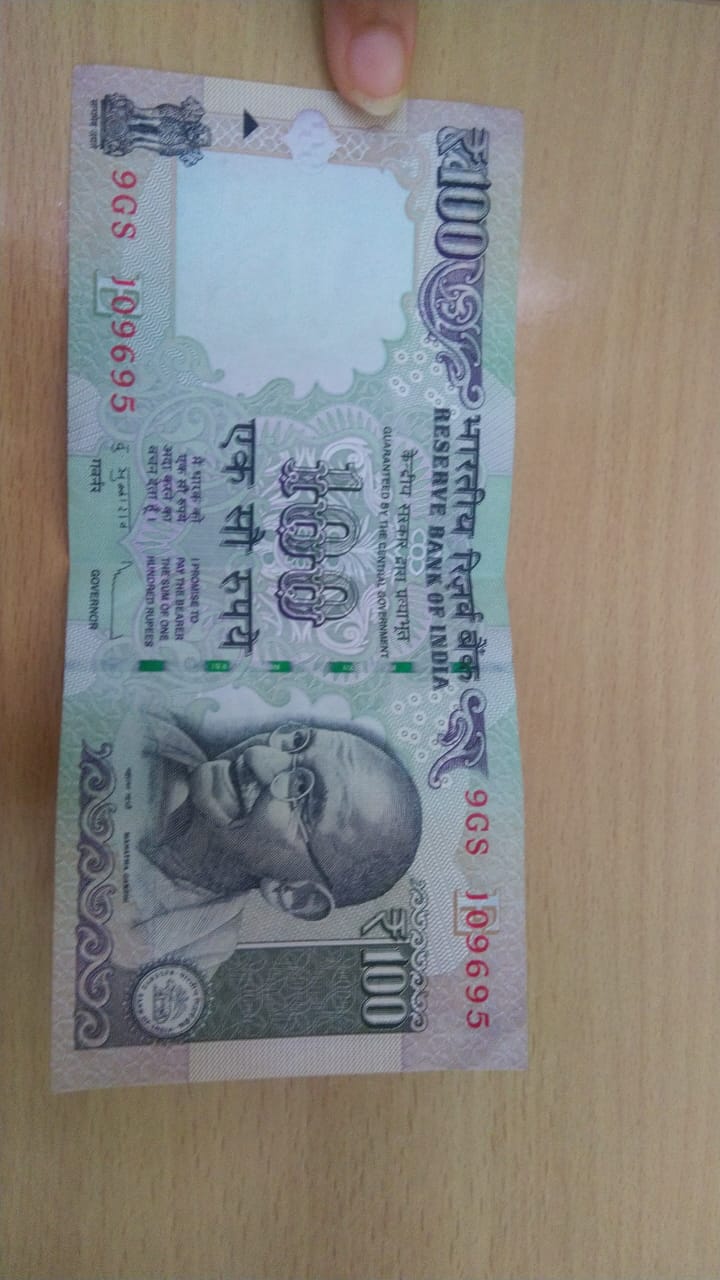 ₹100
भारतीय रिज़र्व बैंक
RESERVE BANK OF INDIA
9GS J09695
E
केन्द्रीय सरकार द्वारा प्रत्याभूत
GUARANTEED BY THE CENTRAL GOVERNMENT
₹100
100
एक सौ रुपये
मैं धारक को
एक सौ रुपये
अदा करने का
वचन देता हूँ।
I PROMISE TO
PAY THE BEARER
THE SUM OF ONE
HUNDRED RUPEES
9GS J09695
E
गवर्नर
GOVERNOR
महात्मा गांधी
MAHATMA GANDHI
सत्यमेव जयते